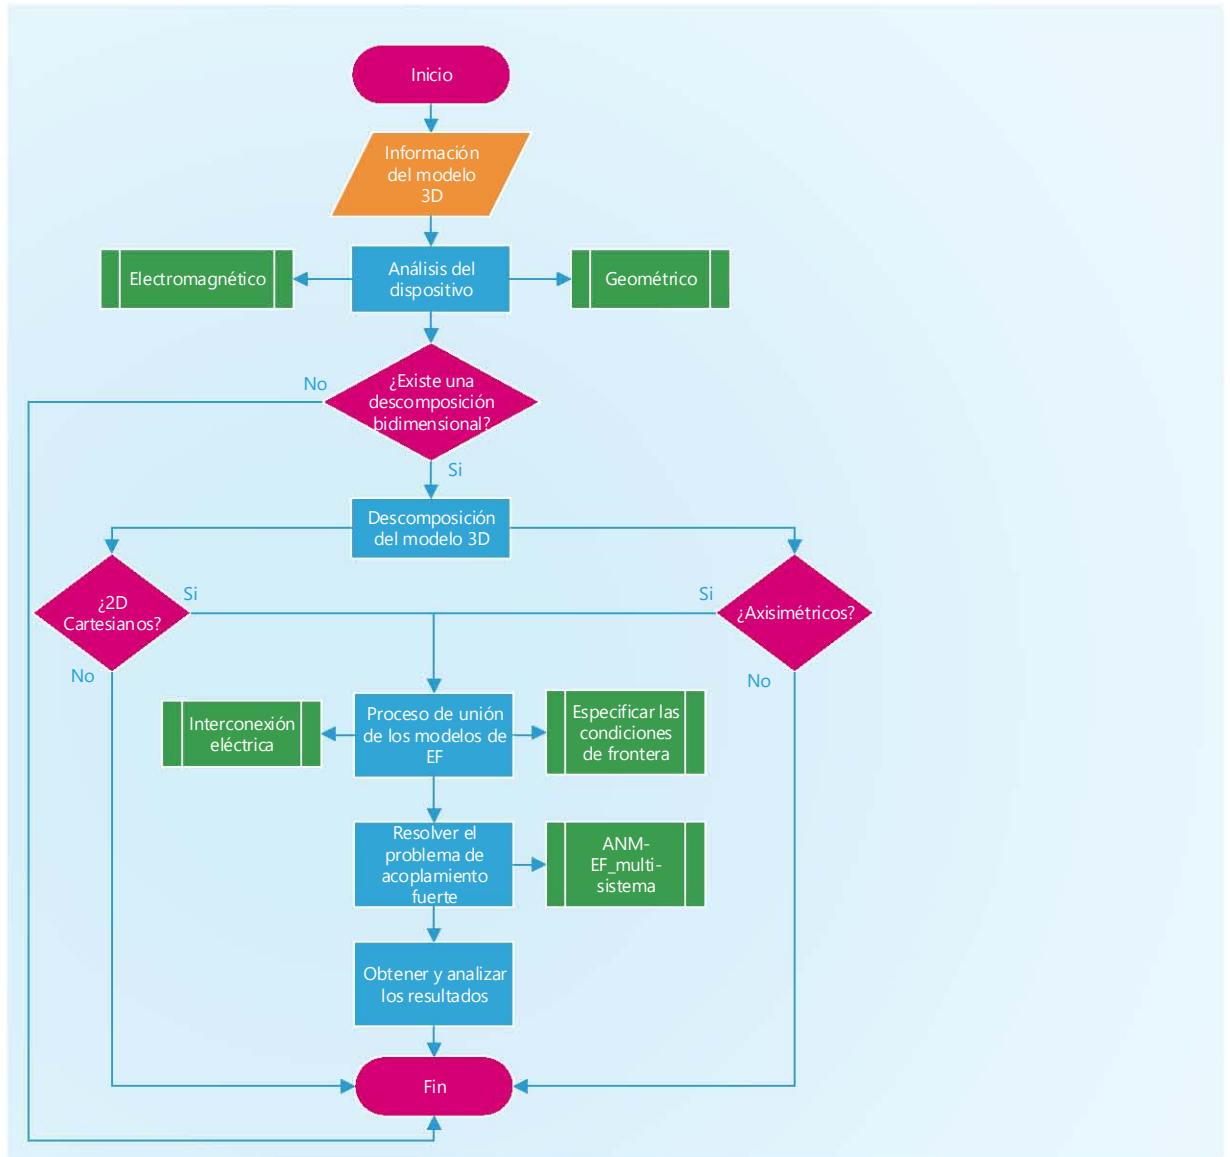 Inicio
Información
del modelo
3D
Electromagnético
Análisis del
dispositivo
Geométrico
No
¿Existe una
descomposición
bidimensional?
Si
Descomposición
del modelo 3D
¿2D
Cartesianos?
Si
No
Si
¿Axisimétricos?
No
Interconexión
eléctrica
Proceso de unión
de los modelos de
EF
Especificar las
condiciones
de frontera
Resolver el
problema de
acoplamiento
fuerte
ANM-
EF_multi-
sistema
Obtener y analizar
los resultados
Fin